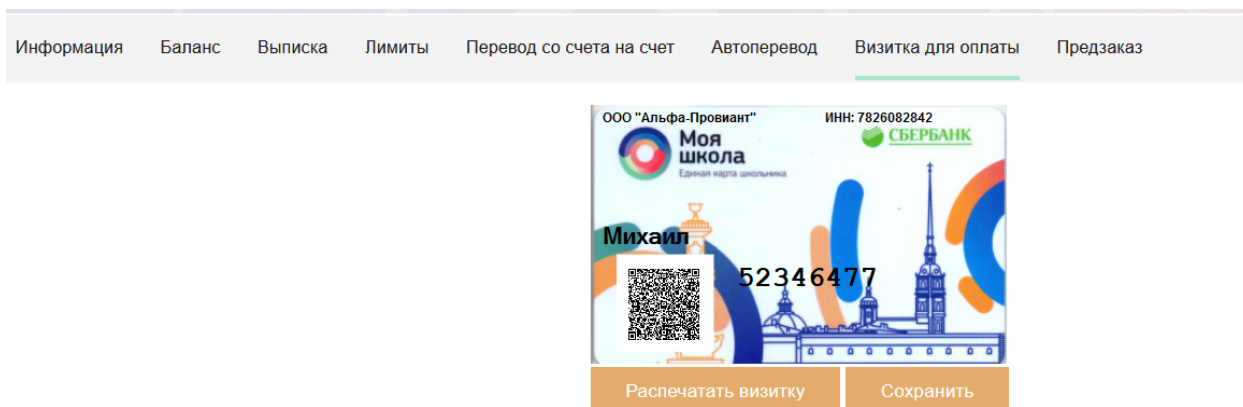 Информация Баланс Выписка Лимиты Перевод со счета на счет Автоперевод Визитка для оплаты Предзаказ
ООО "Альфа-Провиант" ИНН: 7826082842
Моя
школа
Единая карта школьника
СБЕРБАНК
Михаил
52346477
Распечатать визитку Сохранить